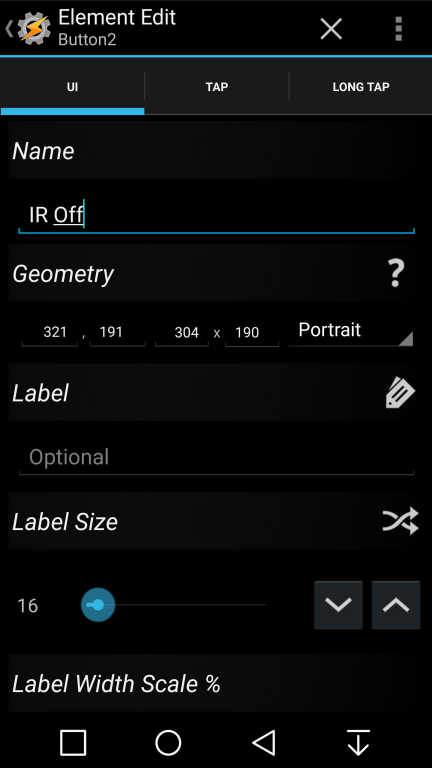 Element Edit
Button2
UI TAP LONG TAP
Name
IR Off
Geometry ?
321 , 191 304 x 190 Portrait
Label
Optional
Label Size
16
Label Width Scale %